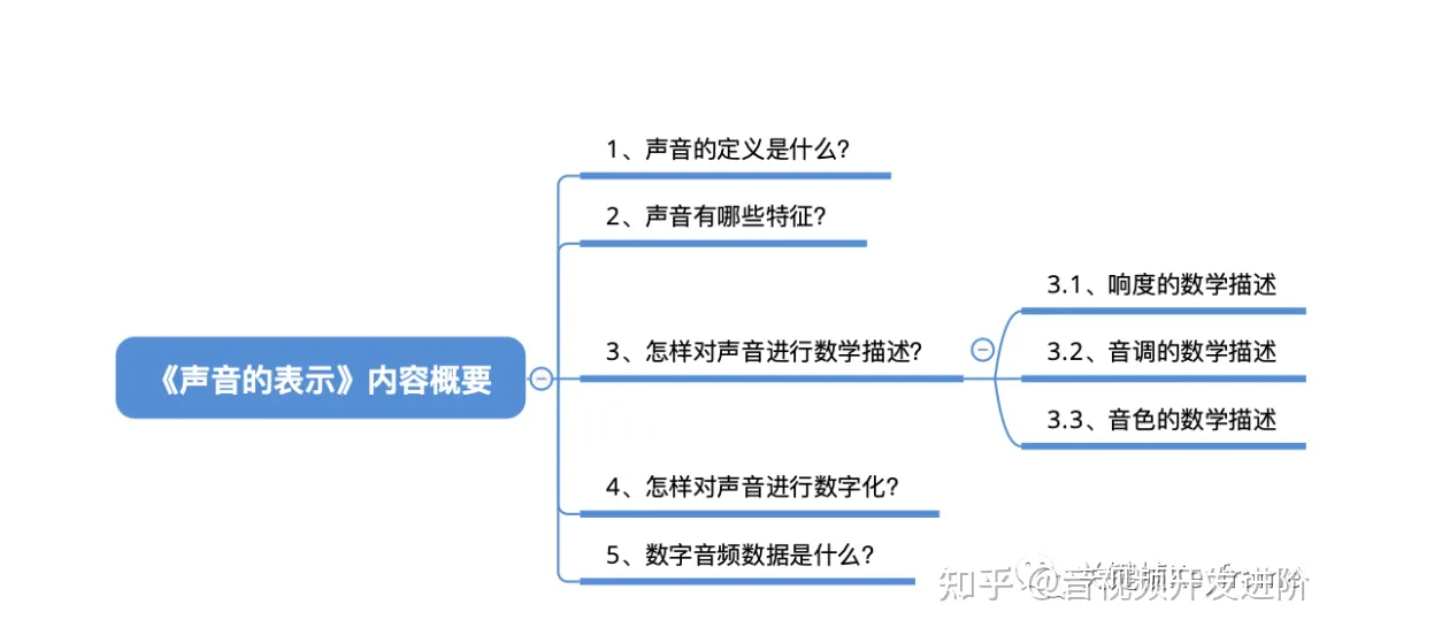 1、声音的定义是什么?
2、声音有哪些特征?
3.1、响度的数学描述
3、怎样对声音进行数学描述?
3.2、音调的数学描述
《声音的表示》内容概要
3.3、音色的数学描述
4、怎样对声音进行数字化?
5、数字音频数据是什么?
知乎 @音视频开发进阶